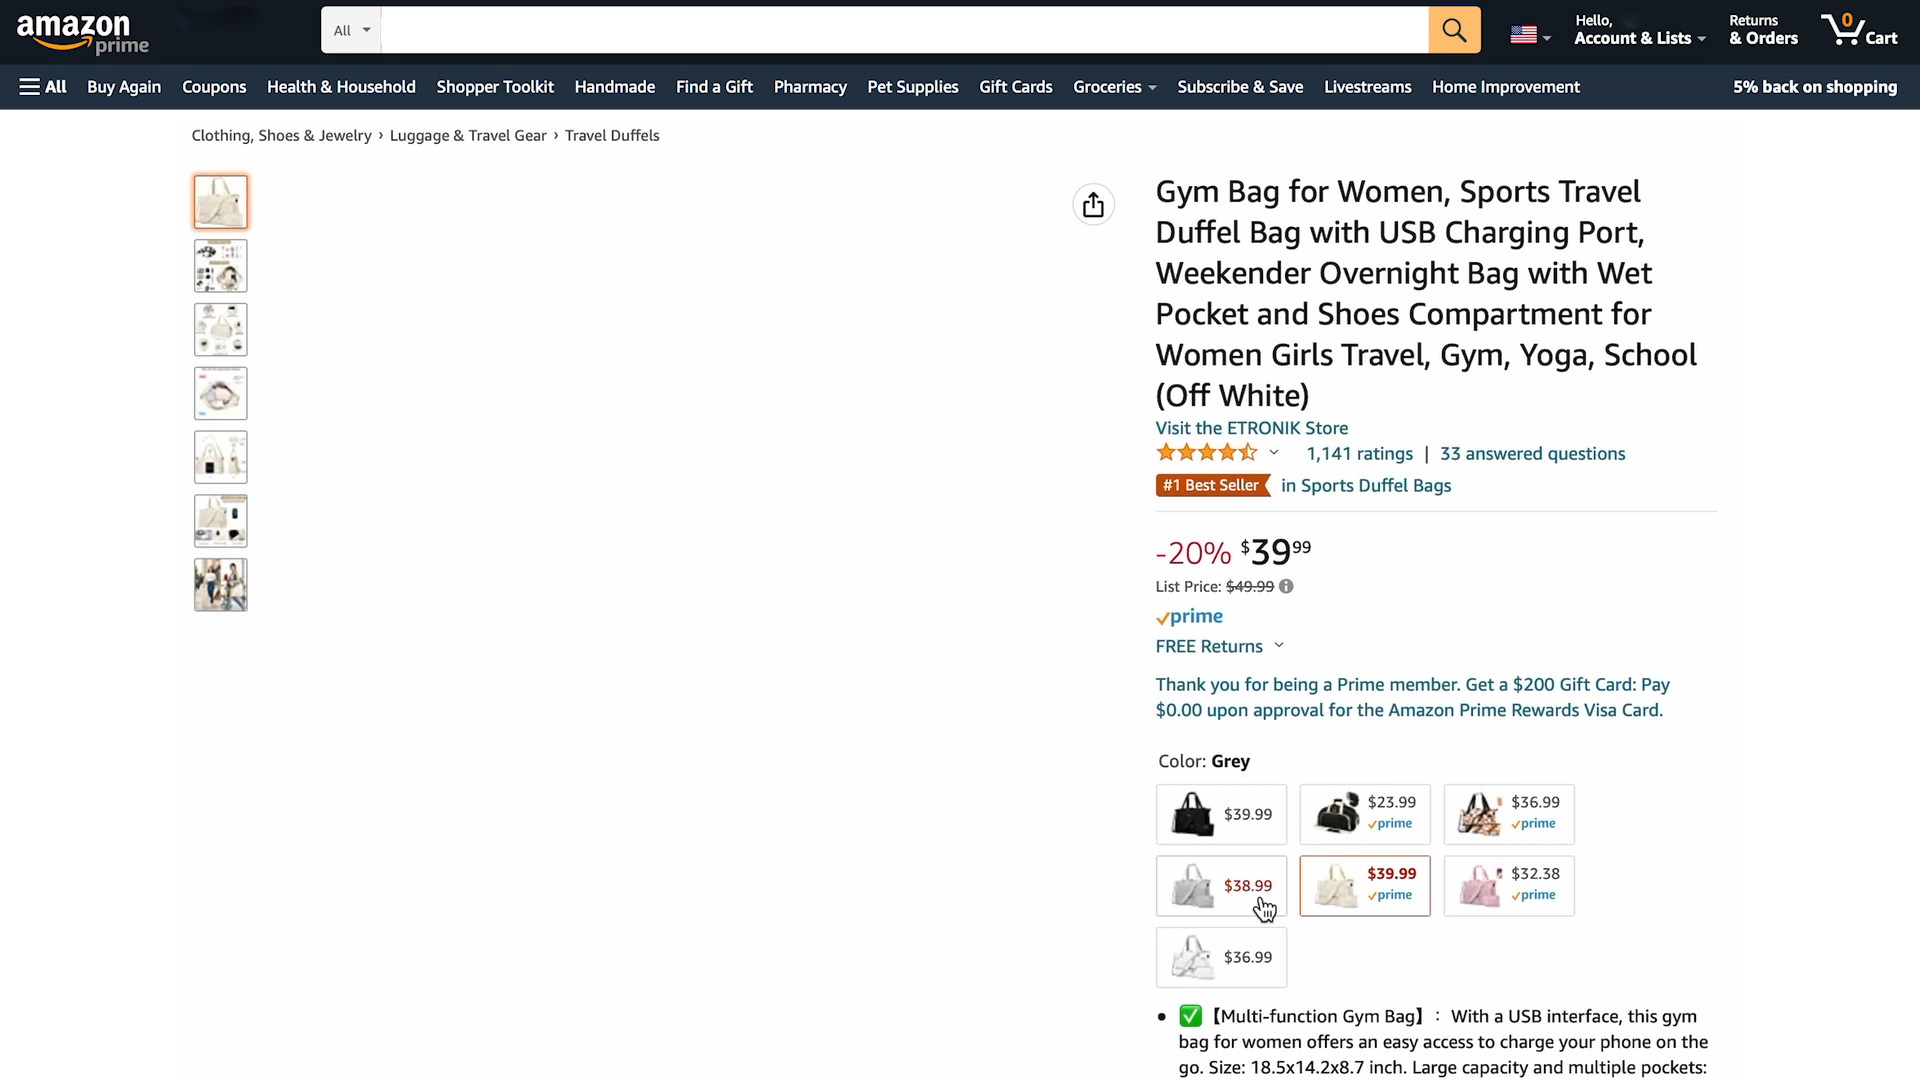 amazon
prime
All
Hello,
Account & Lists
Returns
& Orders
0
Cart
All
Buy Again
Coupons
Health & Household
Shopper Toolkit
Handmade
Find a Gift
Pharmacy
Pet Supplies
Gift Cards
Groceries
Subscribe & Save
Livestreams
Home Improvement
5% back on shopping
Clothing, Shoes & Jewelry › Luggage & Travel Gear › Travel Duffels
Gym Bag for Women, Sports Travel
Duffel Bag with USB Charging Port,
Weekender Overnight Bag with Wet
Pocket and Shoes Compartment for
Women Girls Travel, Gym, Yoga, School
(Off White)
Visit the ETRONIK Store
1,141 ratings | 33 answered questions
#1 Best Seller in Sports Duffel Bags
-20% $39 99
List Price: $49.99
prime
FREE Returns
Thank you for being a Prime member. Get a $200 Gift Card: Pay
$0.00 upon approval for the Amazon Prime Rewards Visa Card.
Color: Grey
$39.99
$23.99
prime
$36.99
prime
$38.99
$39.99
prime
$32.38
prime
$36.99
• ✅【Multi-function Gym Bag】: With a USB interface, this gym
bag for women offers an easy access to charge your phone on the
go. Size: 18.5x14.2x8.7 inch. Large capacity and multiple pockets: